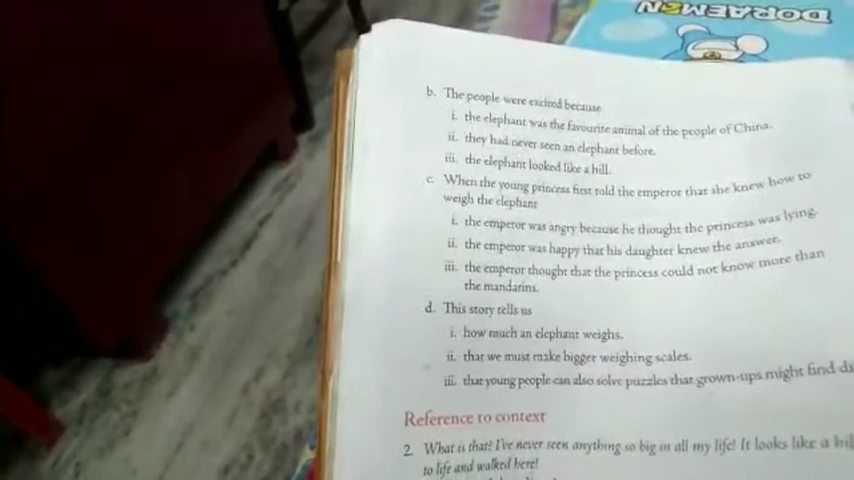 DORAEMON
b. The people were excited because
i. the elephant was the favourite animal of the people of China.
ii. they had never seen an elephant before.
iii. the elephant looked like a hill.
c. When the young princess first told the emperor that she knew how to
weigh the elephant
i. the emperor was angry because he thought the princess was lying.
ii. the emperor was happy that his daughter knew the answer.
iii. the emperor thought that the princess could not know more than
the mandarins.
d. This story tells us
i. how much an elephant weighs.
ii. that we must make bigger weighing scales.
iii. that young people can also solve puzzles that grown-ups might find
Reference to context
2. What is that? I've never seen anything so big in all my life! It looks like a
to life and walked here!